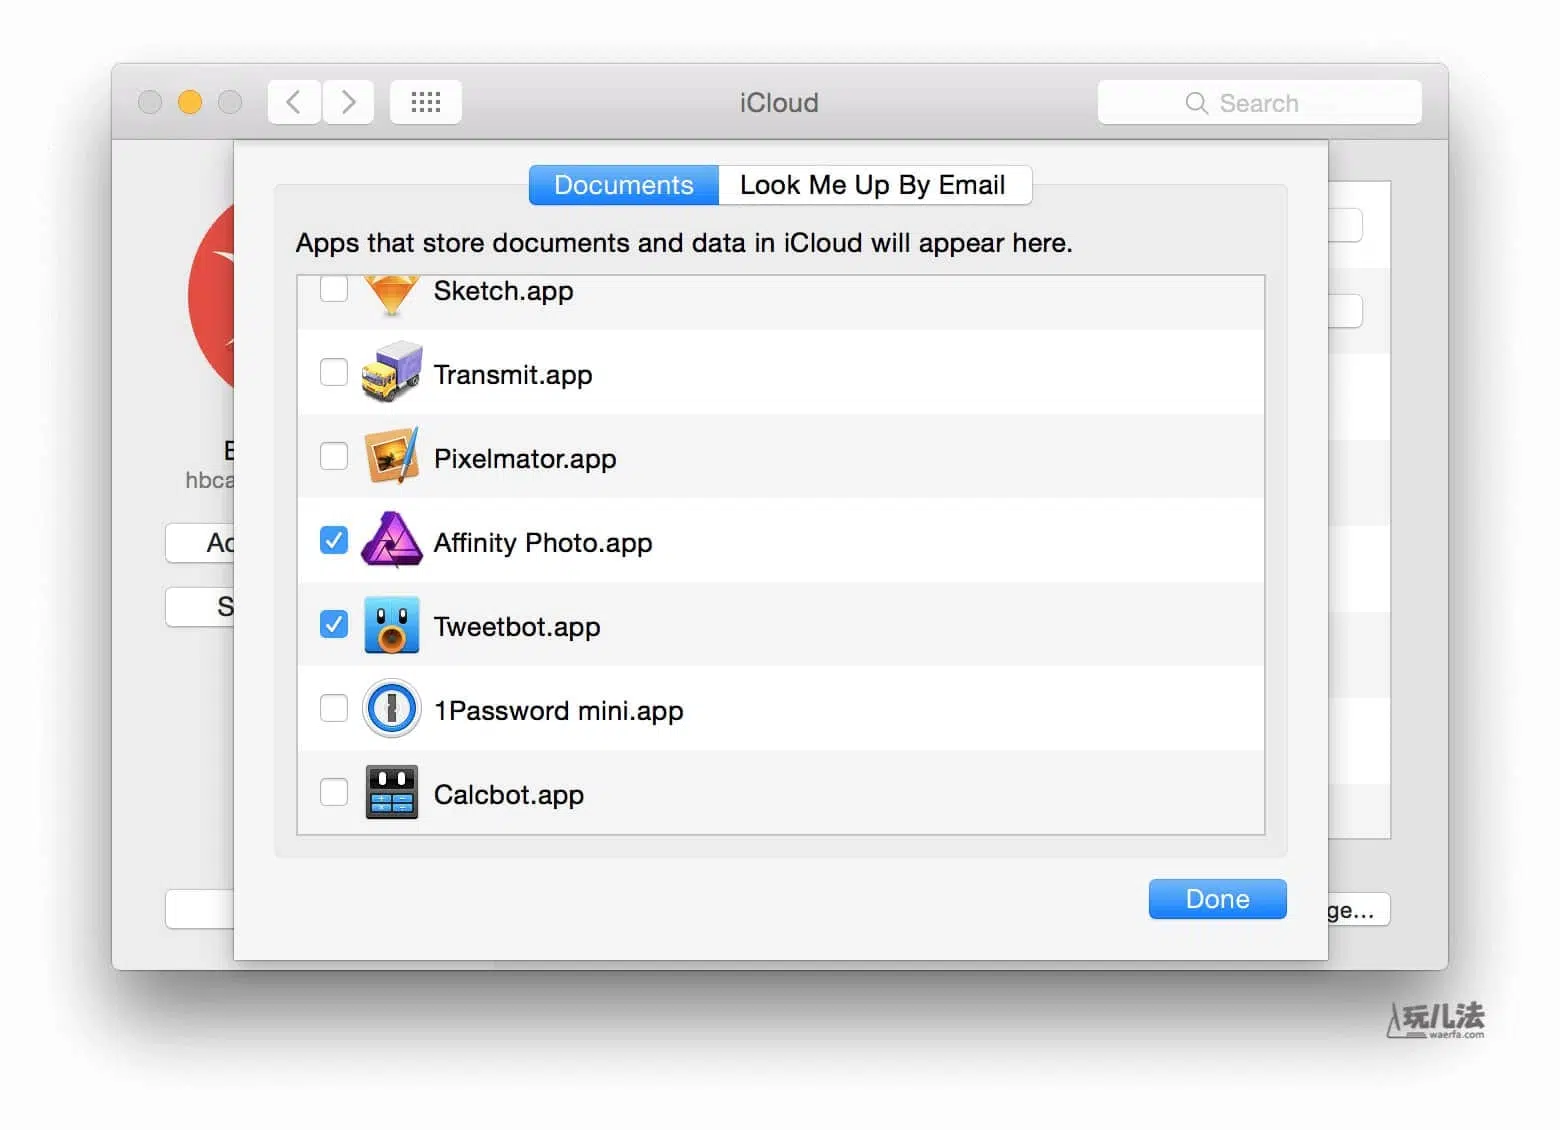 iCloud
Search
Documents
Look Me Up By Email
Apps that store documents and data in iCloud will appear here.
Sketch.app
Transmit.app
Pixelmator.app
Affinity Photo.app
Tweetbot.app
1Password mini.app
Calcbot.app
hbca
Ac
S
Done
ge...
玩儿法
waerfa.com